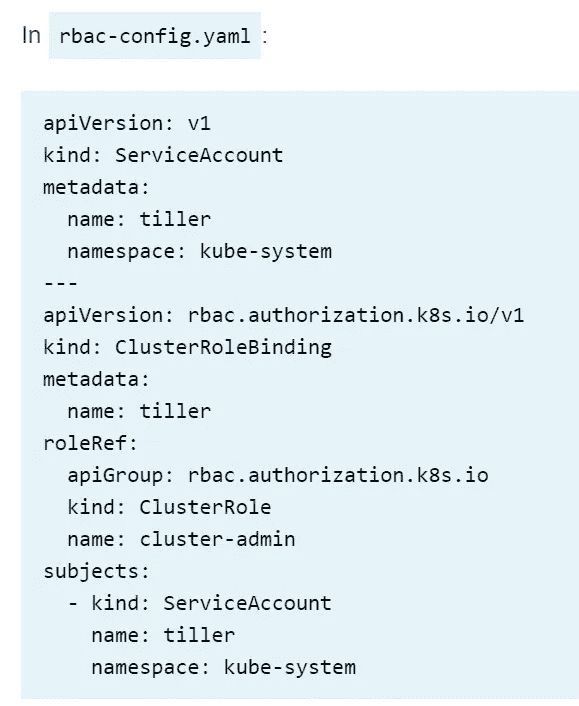 In rbac-config.yaml:
apiVersion: v1
kind: ServiceAccount
metadata:
  name: tiller
  namespace: kube-system
---
apiVersion: rbac.authorization.k8s.io/v1
kind: ClusterRoleBinding
metadata:
  name: tiller
roleRef:
  apiGroup: rbac.authorization.k8s.io
  kind: ClusterRole
  name: cluster-admin
subjects:
  - kind: ServiceAccount
    name: tiller
    namespace: kube-system